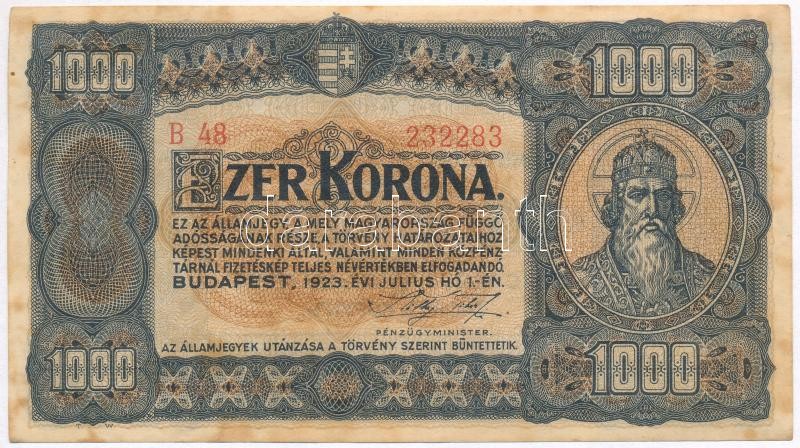 1000
1000
B 48 232283
EZER KORONA.
EZ AZ ÁLLAMJEGY, A MELY MAGYARORSZÁG FÜGGŐ
ADÓSSÁGÁNAK RÉSZE, A TÖRVÉNY HATÁROZATAIHOZ
KÉPEST MINDENKI ÁLTAL, VALAMINT MINDEN KÖZPÉNZ-
TÁRNÁL FIZETÉSKÉP TELJES NÉVÉRTÉKBEN ELFOGADANDÓ.
BUDAPEST, 1923. ÉVI JULIUS HÓ 1.-ÉN.
PÉNZÜGYMINISTER.
AZ ÁLLAMJEGYEK UTÁNZÁSA A TÖRVÉNY SZERINT BÜNTETTETIK.
1000
1000
darabanth